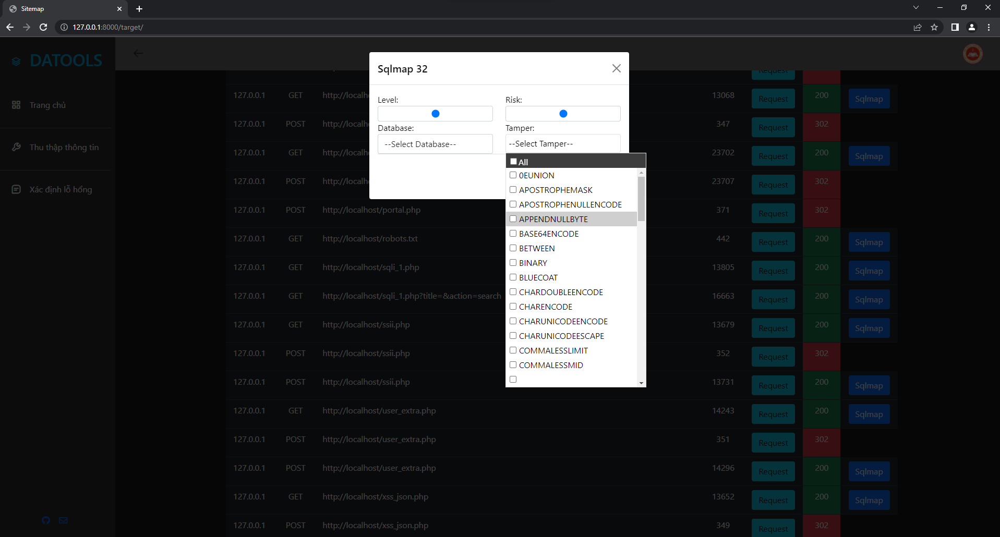 Sitemap
127.0.0.1:8000/target/
DATOOLS
Trang chủ
Thu thập thông tin
Xác định lỗ hổng
Sqlmap 32
Level:
Risk:
Database:
Tamper:
--Select Database--
--Select Tamper--
All
0EUNION
APOSTROPHEMASK
APOSTROPHENULLENCODE
APPENDNULLBYTE
BASE64ENCODE
BETWEEN
BINARY
BLUECOAT
CHARDOUBLEENCODE
CHARENCODE
CHARUNICODEENCODE
CHARUNICODEESCAPE
COMMALESSLIMIT
COMMALESSMID
Request
127.0.0.1 GET http://localh 13068 Request 200 Sqlmap
127.0.0.1 POST http://localh 347 Request 302
127.0.0.1 GET http://localh 23702 Request 200 Sqlmap
127.0.0.1 POST http://localh 23707 Request 302
127.0.0.1 POST http://localhost/portal.php 371 Request 302
127.0.0.1 GET http://localhost/robots.txt 442 Request 200 Sqlmap
127.0.0.1 GET http://localhost/sqli_1.php 13805 Request 200 Sqlmap
127.0.0.1 GET http://localhost/sqli_1.php?title=&action=search 16663 Request 200 Sqlmap
127.0.0.1 GET http://localhost/ssii.php 13679 Request 200 Sqlmap
127.0.0.1 POST http://localhost/ssii.php 352 Request 302
127.0.0.1 POST http://localhost/ssii.php 13731 Request 200 Sqlmap
127.0.0.1 GET http://localhost/user_extra.php 14243 Request 200 Sqlmap
127.0.0.1 POST http://localhost/user_extra.php 351 Request 302
127.0.0.1 POST http://localhost/user_extra.php 14296 Request 200 Sqlmap
127.0.0.1 GET http://localhost/xss_json.php 13652 Request 200 Sqlmap
127.0.0.1 POST http://localhost/xss_json.php 349 Request 302